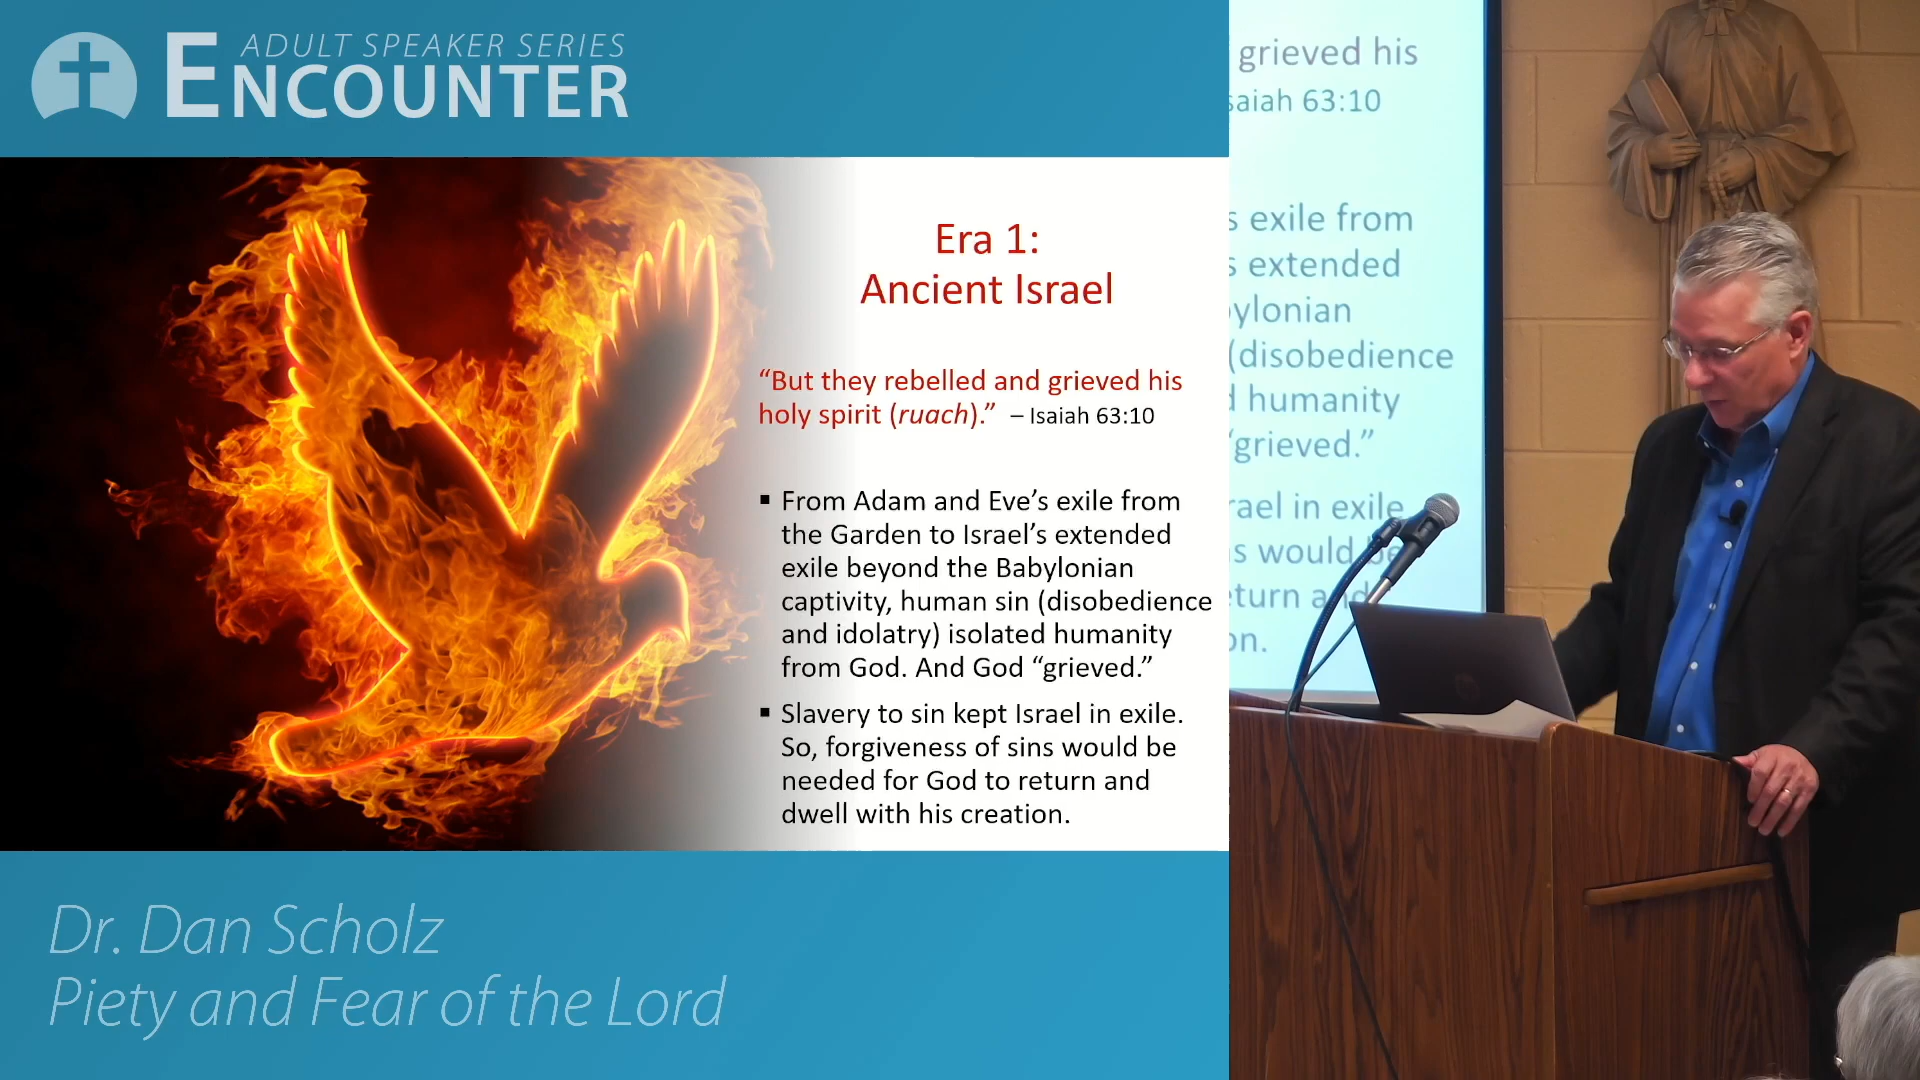 ADULT SPEAKER SERIES
ENCOUNTER
Era 1:
Ancient Israel
“But they rebelled and grieved his
holy spirit (ruach).” – Isaiah 63:10
▪ From Adam and Eve’s exile from
the Garden to Israel’s extended
exile beyond the Babylonian
captivity, human sin (disobedience
and idolatry) isolated humanity
from God. And God “grieved.”
▪ Slavery to sin kept Israel in exile.
So, forgiveness of sins would be
needed for God to return and
dwell with his creation.
Dr. Dan Scholz
Piety and Fear of the Lord
grieved his
saiah 63:10
s exile from
s extended
ylonian
(disobedience
d humanity
“grieved.”
rael in exile
s would be
eturn and
on.